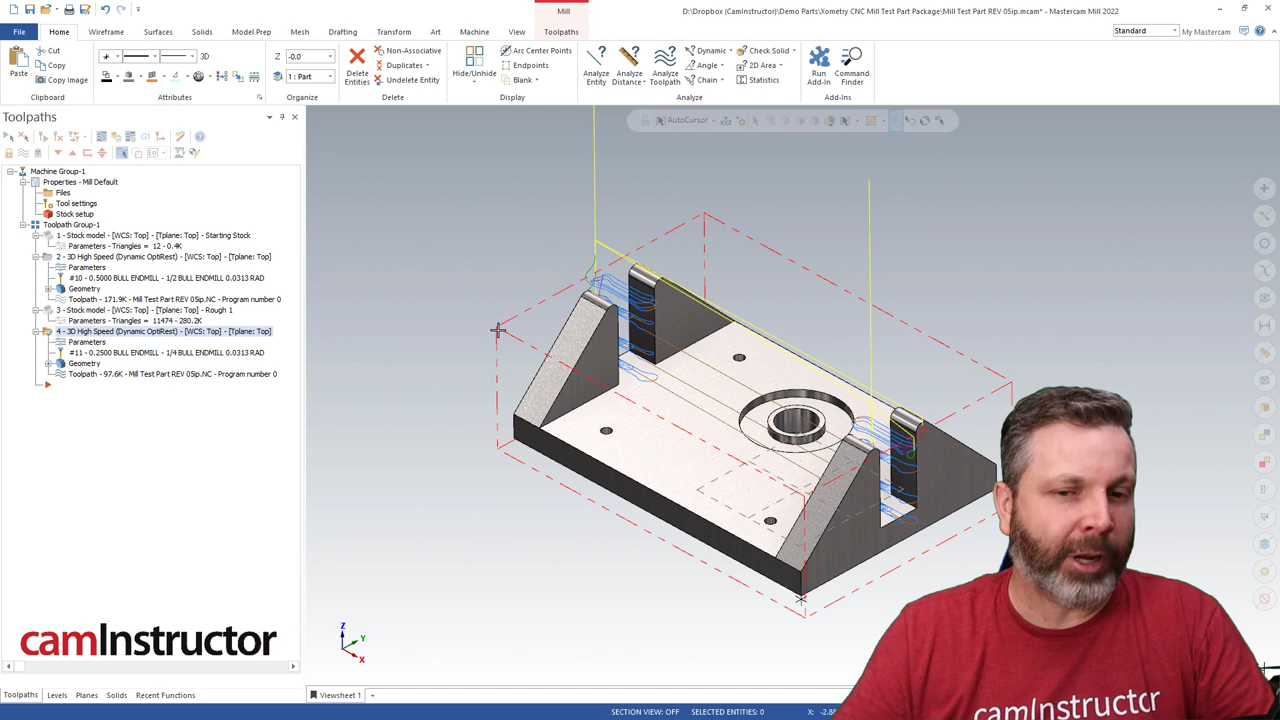 Mill
D:\Dropbox (CamInstructor)\Demo Parts\Xometry CNC Mill Test Part Package\Mill Test Part REV 05ip.mcam* - Mastercam Mill 2022
File Home Wireframe Surfaces Solids Model Prep Mesh Drafting Transform Art Machine View Toolpaths
Standard My Mastercam
Paste Cut Copy Copy Image
Clipboard
3D
Attributes
Z -0.0
1 : Part
Organize
Delete Entities Non-Associative Duplicates Undelete Entity
Delete
Hide/Unhide Arc Center Points Endpoints Blank
Display
Analyze Entity Analyze Distance Analyze Toolpath Dynamic Angle Chain Check Solid 2D Area Statistics
Analyze
Run Add-In Command Finder
Add-Ins
AutoCursor
Toolpaths
Machine Group-1
Properties - Mill Default
Files
Tool settings
Stock setup
Toolpath Group-1
1 - Stock model - [WCS: Top] - [Tplane: Top] - Starting Stock
Parameters - Triangles = 12 - 0.4K
2 - 3D High Speed (Dynamic OptiRest) - [WCS: Top] - [Tplane: Top]
Parameters
#10 - 0.5000 BULL ENDMILL - 1/2 BULL ENDMILL 0.0313 RAD
Geometry
Toolpath - 171.9K - Mill Test Part REV 05ip.NC - Program number 0
3 - Stock model - [WCS: Top] - [Tplane: Top] - Rough 1
Parameters - Triangles = 11474 - 280.2K
4 - 3D High Speed (Dynamic OptiRest) - [WCS: Top] - [Tplane: Top]
Parameters
#11 - 0.2500 BULL ENDMILL - 1/4 BULL ENDMILL 0.0313 RAD
Geometry
Toolpath - 97.6K - Mill Test Part REV 05ip.NC - Program number 0
Z
Y
X
camInstructor
camInstructor
Toolpaths Levels Planes Solids Recent Functions
Viewsheet 1 +
SECTION VIEW: OFF SELECTED ENTITIES: 0 X: